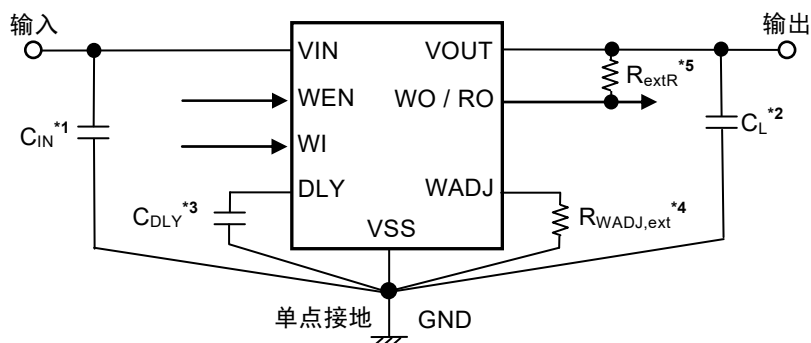 输入
输出
VIN
VOUT
R_extR *5
WEN
WO / RO
C_IN *1
C_L *2
WI
DLY
WADJ
C_DLY *3
R_WADJ,ext *4
VSS
单点接地
GND